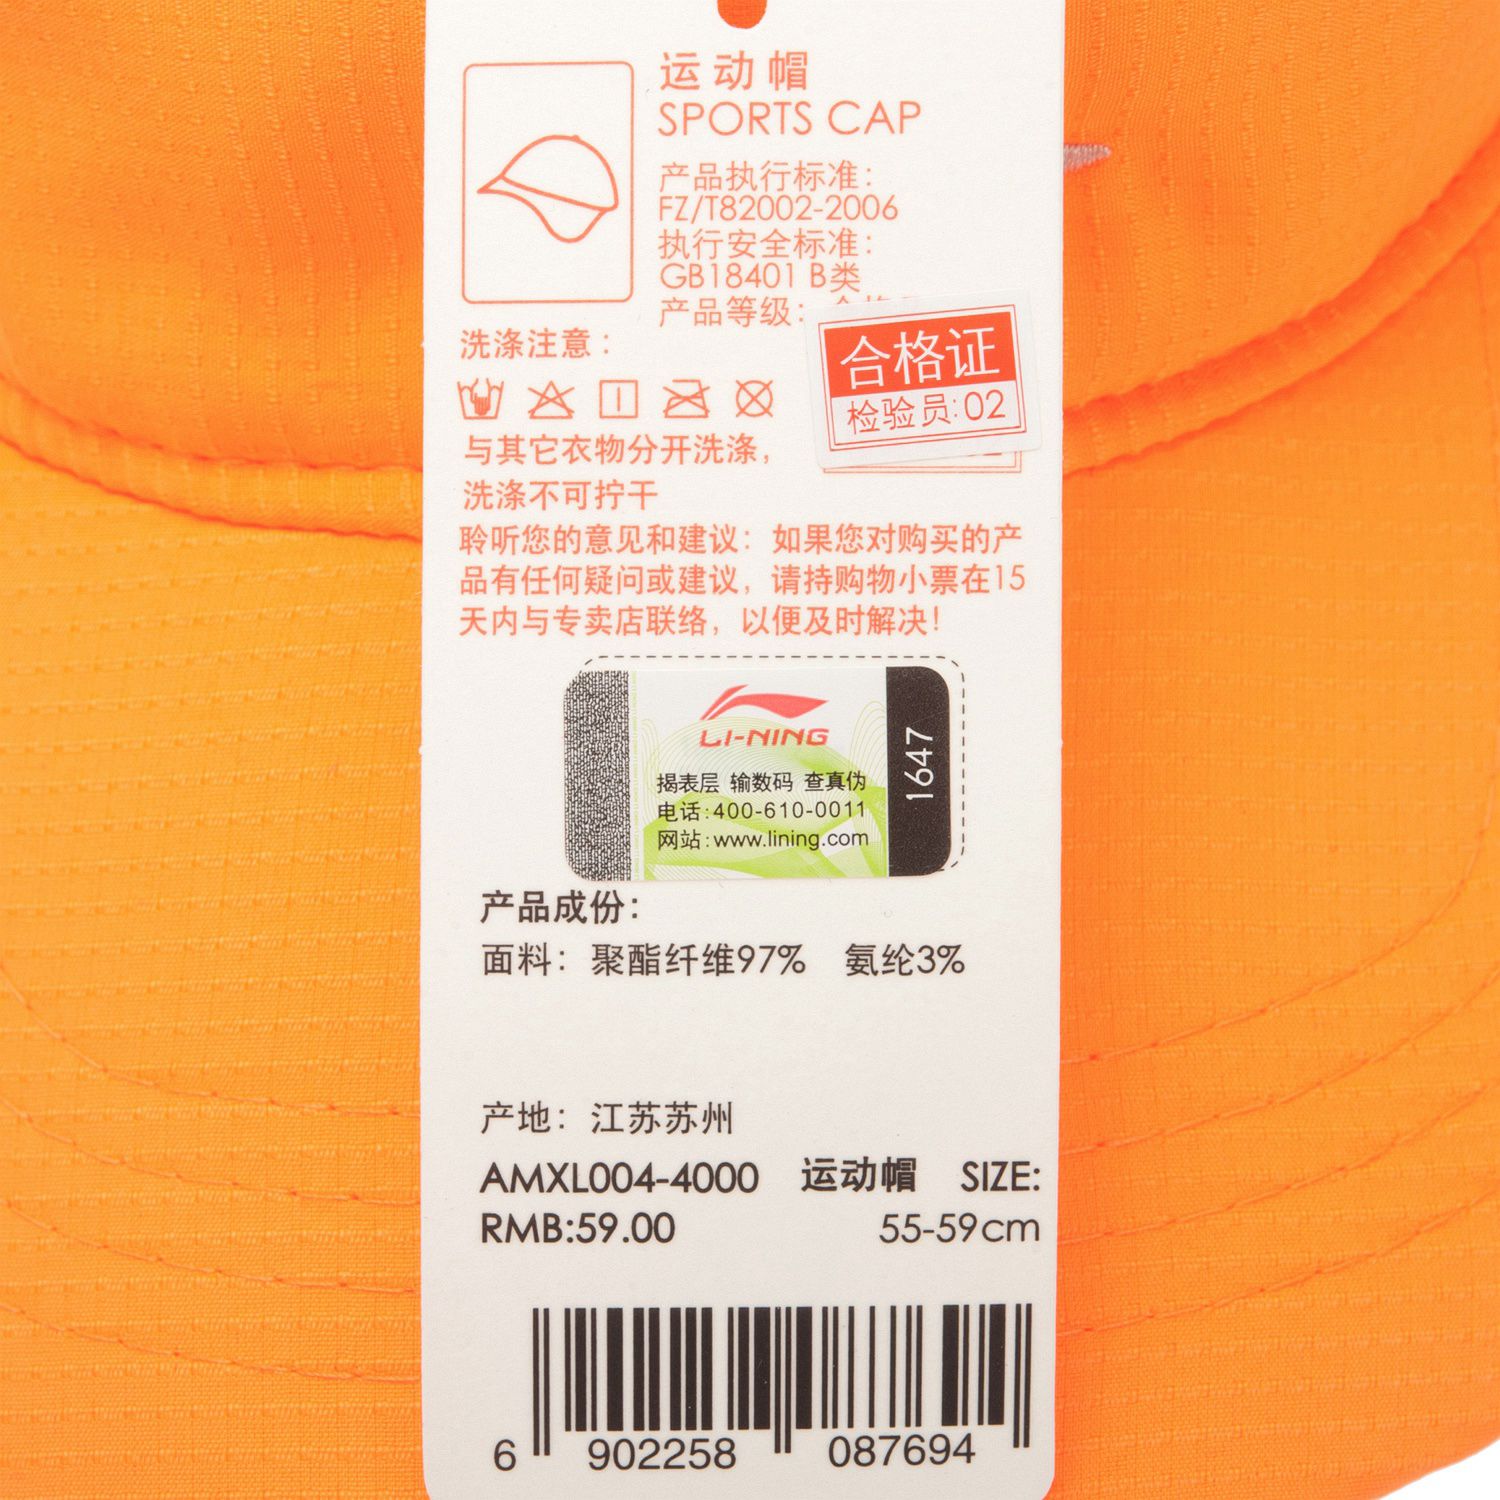 运动帽
SPORTS CAP
产品执行标准：
FZ/T82002-2006
执行安全标准：
GB18401 B类
产品等级：
合格证
检验员:02
洗涤注意：
与其它衣物分开洗涤，
洗涤不可拧干
聆听您的意见和建议：如果您对购买的产
品有任何疑问或建议，请持购物小票在15
天内与专卖店联络，以便及时解决！
LI-NING
揭表层 输数码 查真伪
电话:400-610-0011
网站:www.lining.com
1647
产品成份：
面料：聚酯纤维97% 氨纶3%
产地：江苏苏州
AMXL004-4000 运动帽 SIZE:
RMB:59.00 55-59cm
6 902258 087694